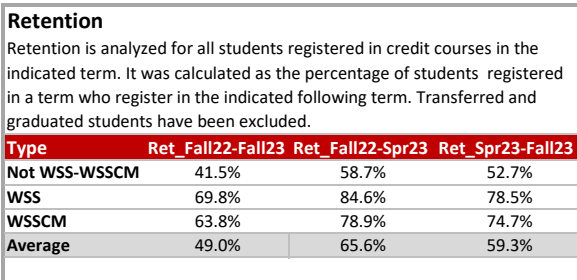 Retention
Retention is analyzed for all students registered in credit courses in the
indicated term. It was calculated as the percentage of students  registered
in a term who register in the indicated following term. Transferred and
graduated students have been excluded.
Type Ret_Fall22-Fall23 Ret_Fall22-Spr23 Ret_Spr23-Fall23
Not WSS-WSSCM 41.5% 58.7% 52.7%
WSS 69.8% 84.6% 78.5%
WSSCM 63.8% 78.9% 74.7%
Average 49.0% 65.6% 59.3%